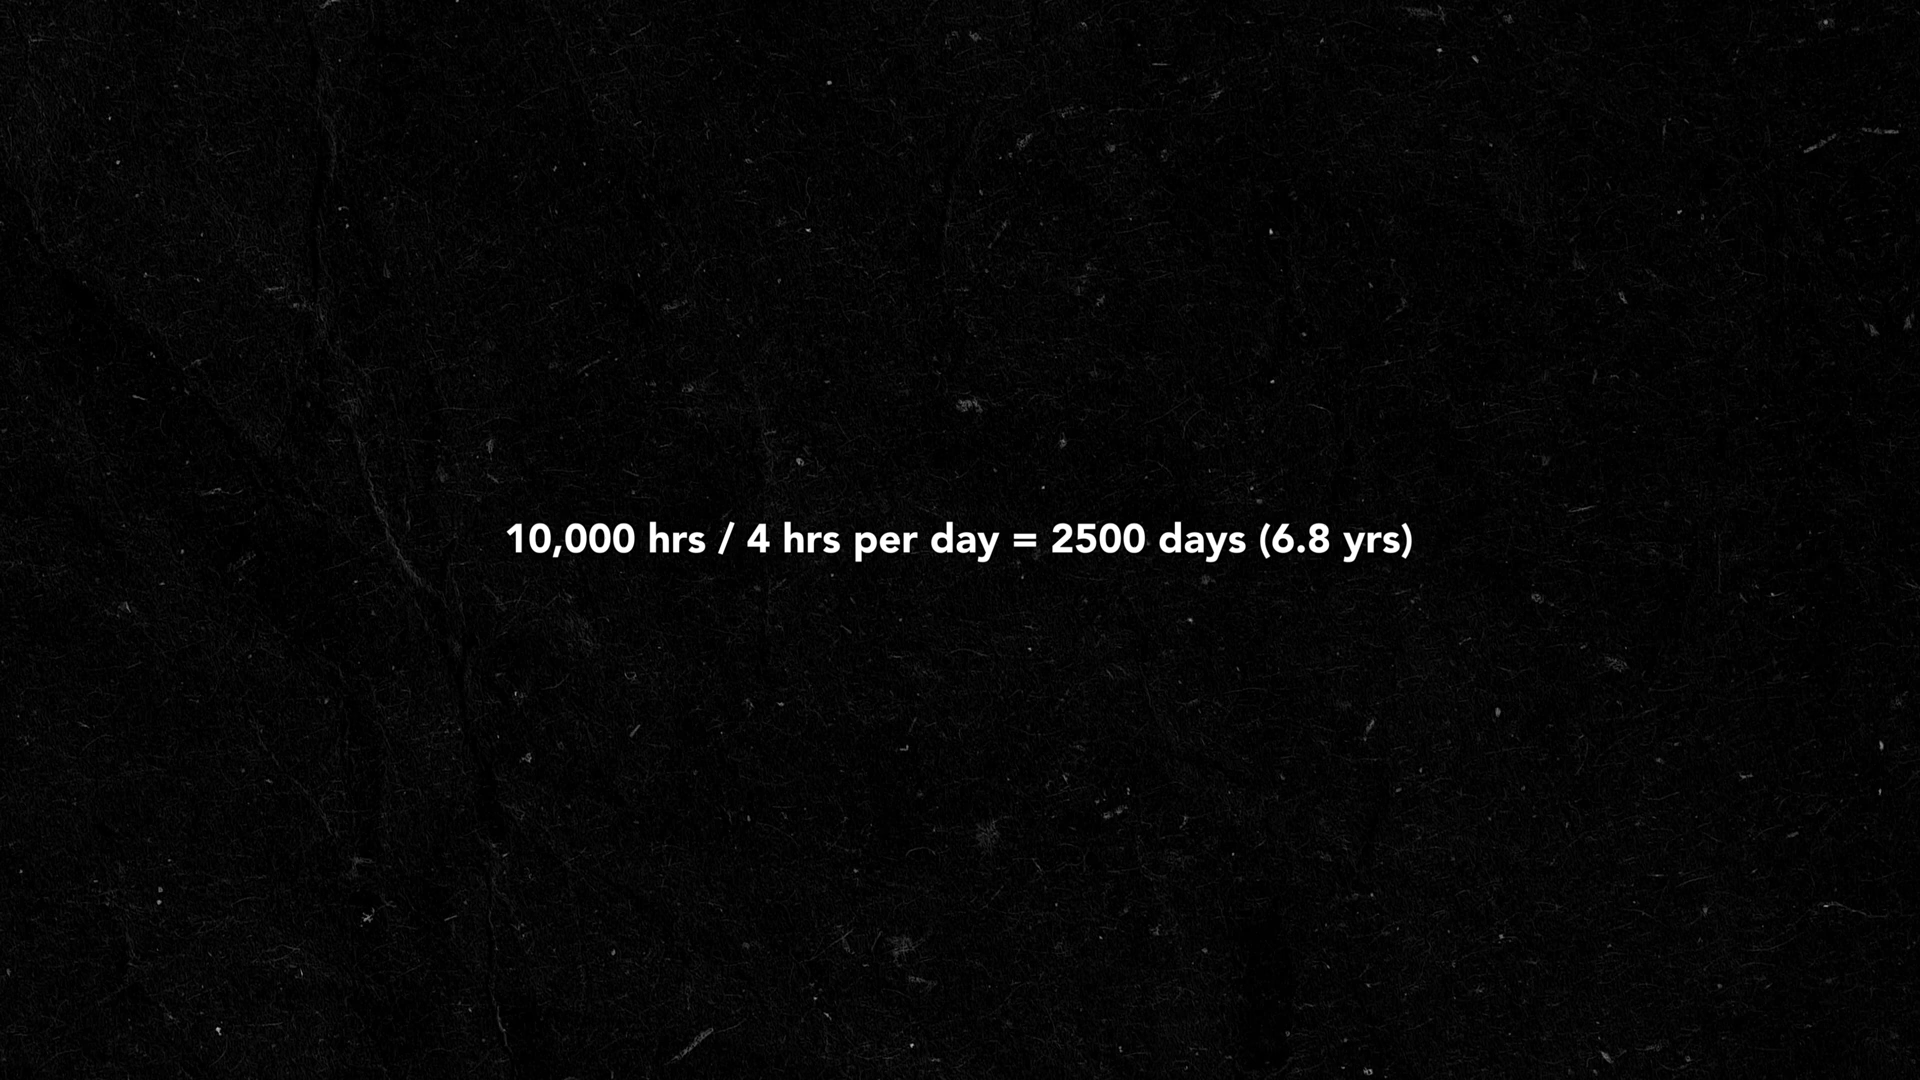 10,000 hrs / 4 hrs per day = 2500 days (6.8 yrs)